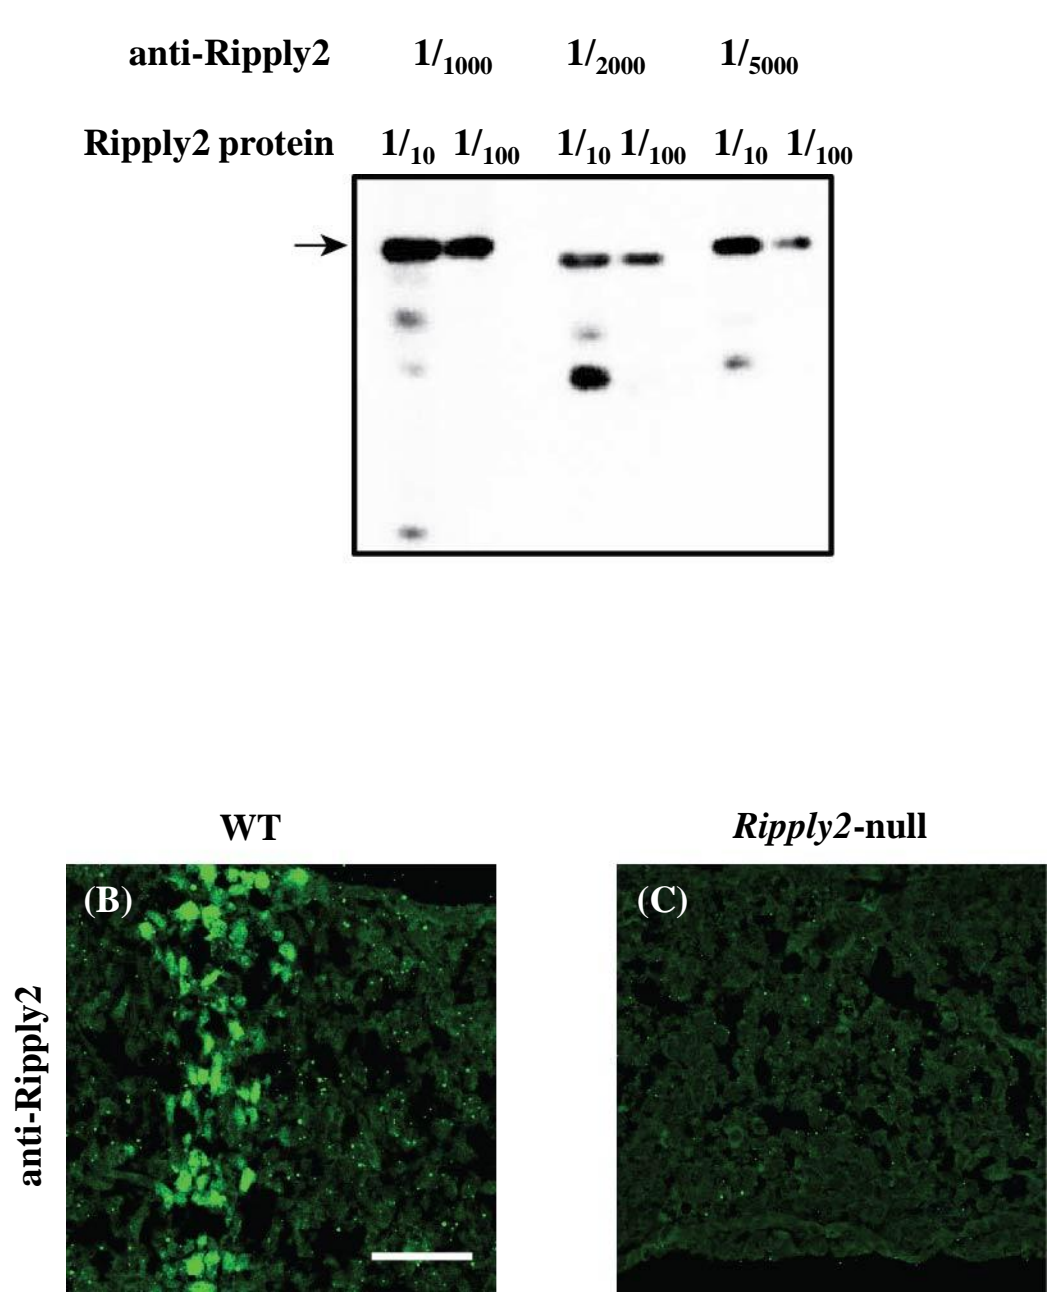 anti-Ripply2 1/1000 1/2000 1/5000
Ripply2 protein 1/10 1/100 1/10 1/100 1/10 1/100
WT Ripply2-null
(B) (C)
anti-Ripply2